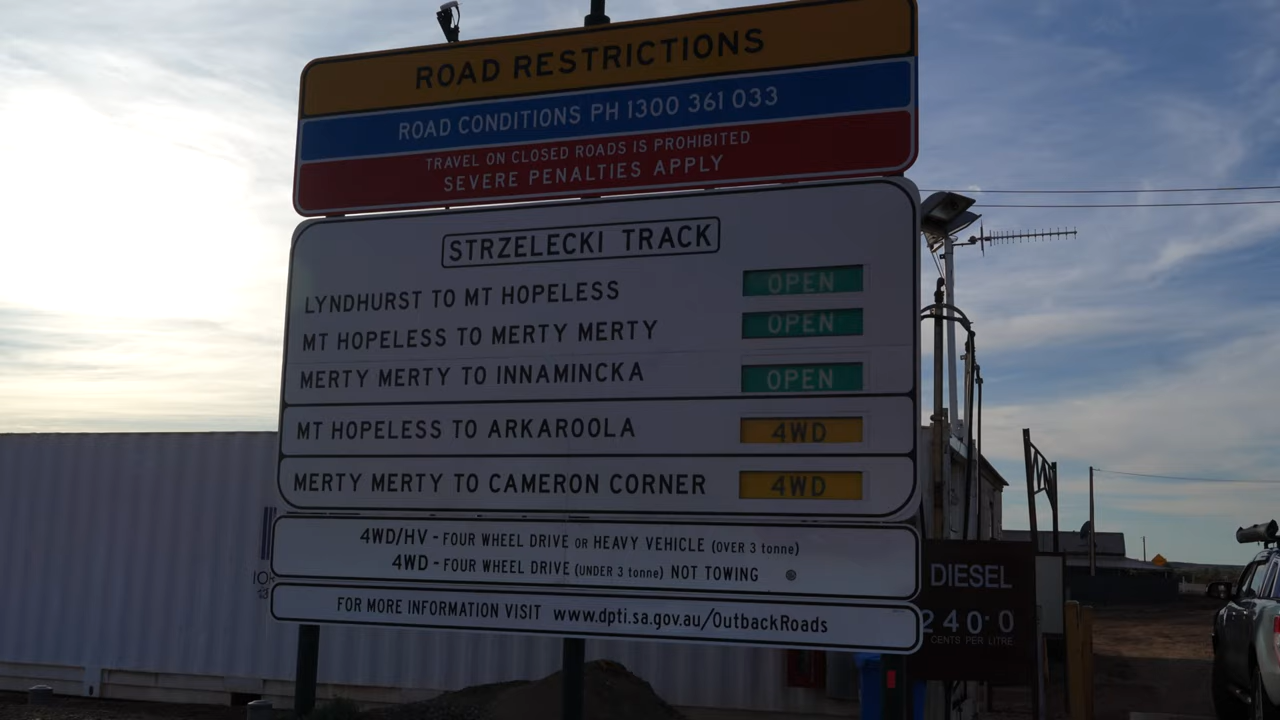 ROAD RESTRICTIONS
ROAD CONDITIONS PH 1300 361 033
TRAVEL ON CLOSED ROADS IS PROHIBITED
SEVERE PENALTIES APPLY
STRZELECKI TRACK
LYNDHURST TO MT HOPELESS OPEN
MT HOPELESS TO MERTY MERTY OPEN
MERTY MERTY TO INNAMINCKA OPEN
MT HOPELESS TO ARKAROOLA 4WD
MERTY MERTY TO CAMERON CORNER 4WD
4WD/HV - FOUR WHEEL DRIVE OR HEAVY VEHICLE (OVER 3 tonne)
4WD - FOUR WHEEL DRIVE (UNDER 3 tonne) NOT TOWING
FOR MORE INFORMATION VISIT www.dpti.sa.gov.au/OutbackRoads
DIESEL
240.0
CENTS PER LITRE